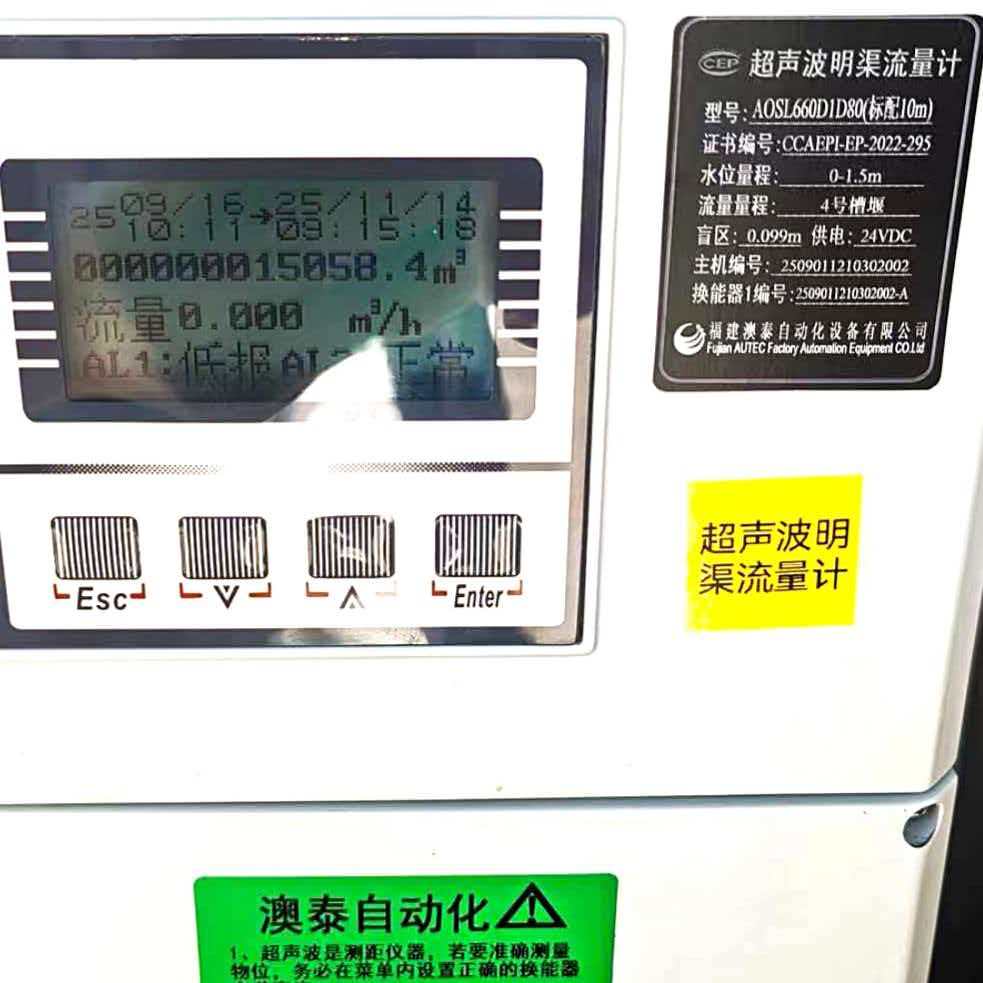 25 09/16 10:11→25/11/14 09:15:18
000000015058.4m³
流量0.000 m³/h
AL1:低报AL2:正常
Esc
Enter
CEP 超声波明渠流量计
型号:AOSL660D1D80(标配10m)
证书编号:CCAEPI-EP-2022-295
水位量程: 0-1.5m
流量量程: 4号槽堰
盲区: 0.099m 供电: 24VDC
主机编号: 2509011210302002
换能器1编号:2509011210302002-A
福建澳泰自动化设备有限公司
Fujian AUTEC Factory Automation Equipment CO.Ltd
超声波明
渠流量计
澳泰自动化
1、超声波是测距仪器，若要准确测量
物位，务必在菜单内设置正确的换能器